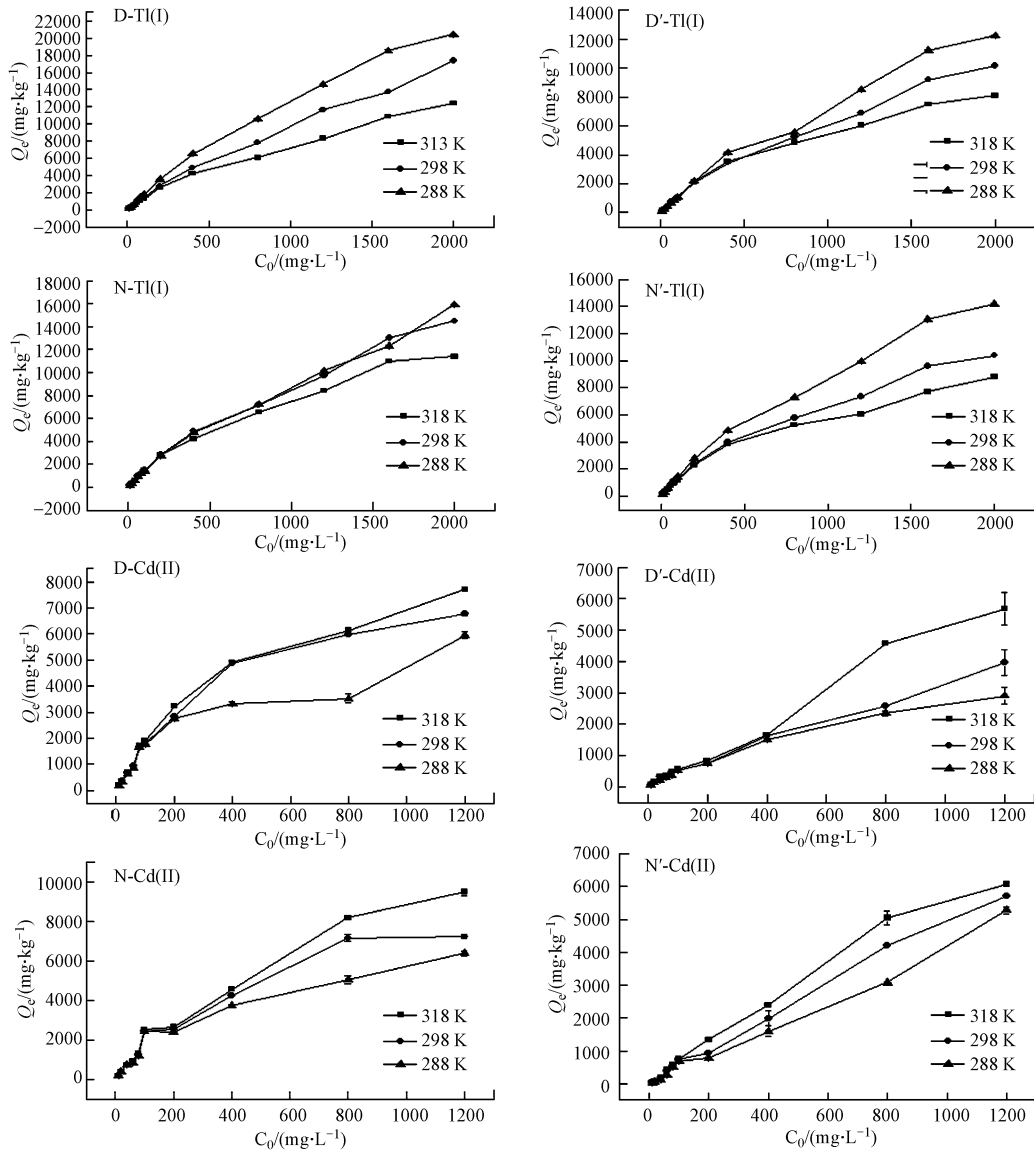 D-Tl(I)
20000
18000
16000
14000
12000
10000
8000
6000
4000
2000
0
−2000
Qe/(mg·kg⁻¹)
313 K
298 K
288 K
0 500 1000 1500 2000
C₀/(mg·L⁻¹)
D′-Tl(I)
14000
12000
10000
8000
6000
4000
2000
0
Qe/(mg·kg⁻¹)
318 K
298 K
288 K
0 500 1000 1500 2000
C₀/(mg·L⁻¹)
N-Tl(I)
18000
16000
14000
12000
10000
8000
6000
4000
2000
0
−2000
Qe/(mg·kg⁻¹)
318 K
298 K
288 K
0 500 1000 1500 2000
C₀/(mg·L⁻¹)
N′-Tl(I)
16000
14000
12000
10000
8000
6000
4000
2000
0
Qe/(mg·kg⁻¹)
318 K
298 K
288 K
0 500 1000 1500 2000
C₀/(mg·L⁻¹)
D-Cd(II)
8000
7000
6000
5000
4000
3000
2000
1000
0
Qe/(mg·kg⁻¹)
318 K
298 K
288 K
0 200 400 600 800 1000 1200
C₀/(mg·L⁻¹)
D′-Cd(II)
7000
6000
5000
4000
3000
2000
1000
0
Qe/(mg·kg⁻¹)
318 K
298 K
288 K
0 200 400 600 800 1000 1200
C₀/(mg·L⁻¹)
N-Cd(II)
10000
8000
6000
4000
2000
0
Qe/(mg·kg⁻¹)
318 K
298 K
288 K
0 200 400 600 800 1000 1200
C₀/(mg·L⁻¹)
N′-Cd(II)
7000
6000
5000
4000
3000
2000
1000
0
Qe/(mg·kg⁻¹)
318 K
298 K
288 K
0 200 400 600 800 1000 1200
C₀/(mg·L⁻¹)